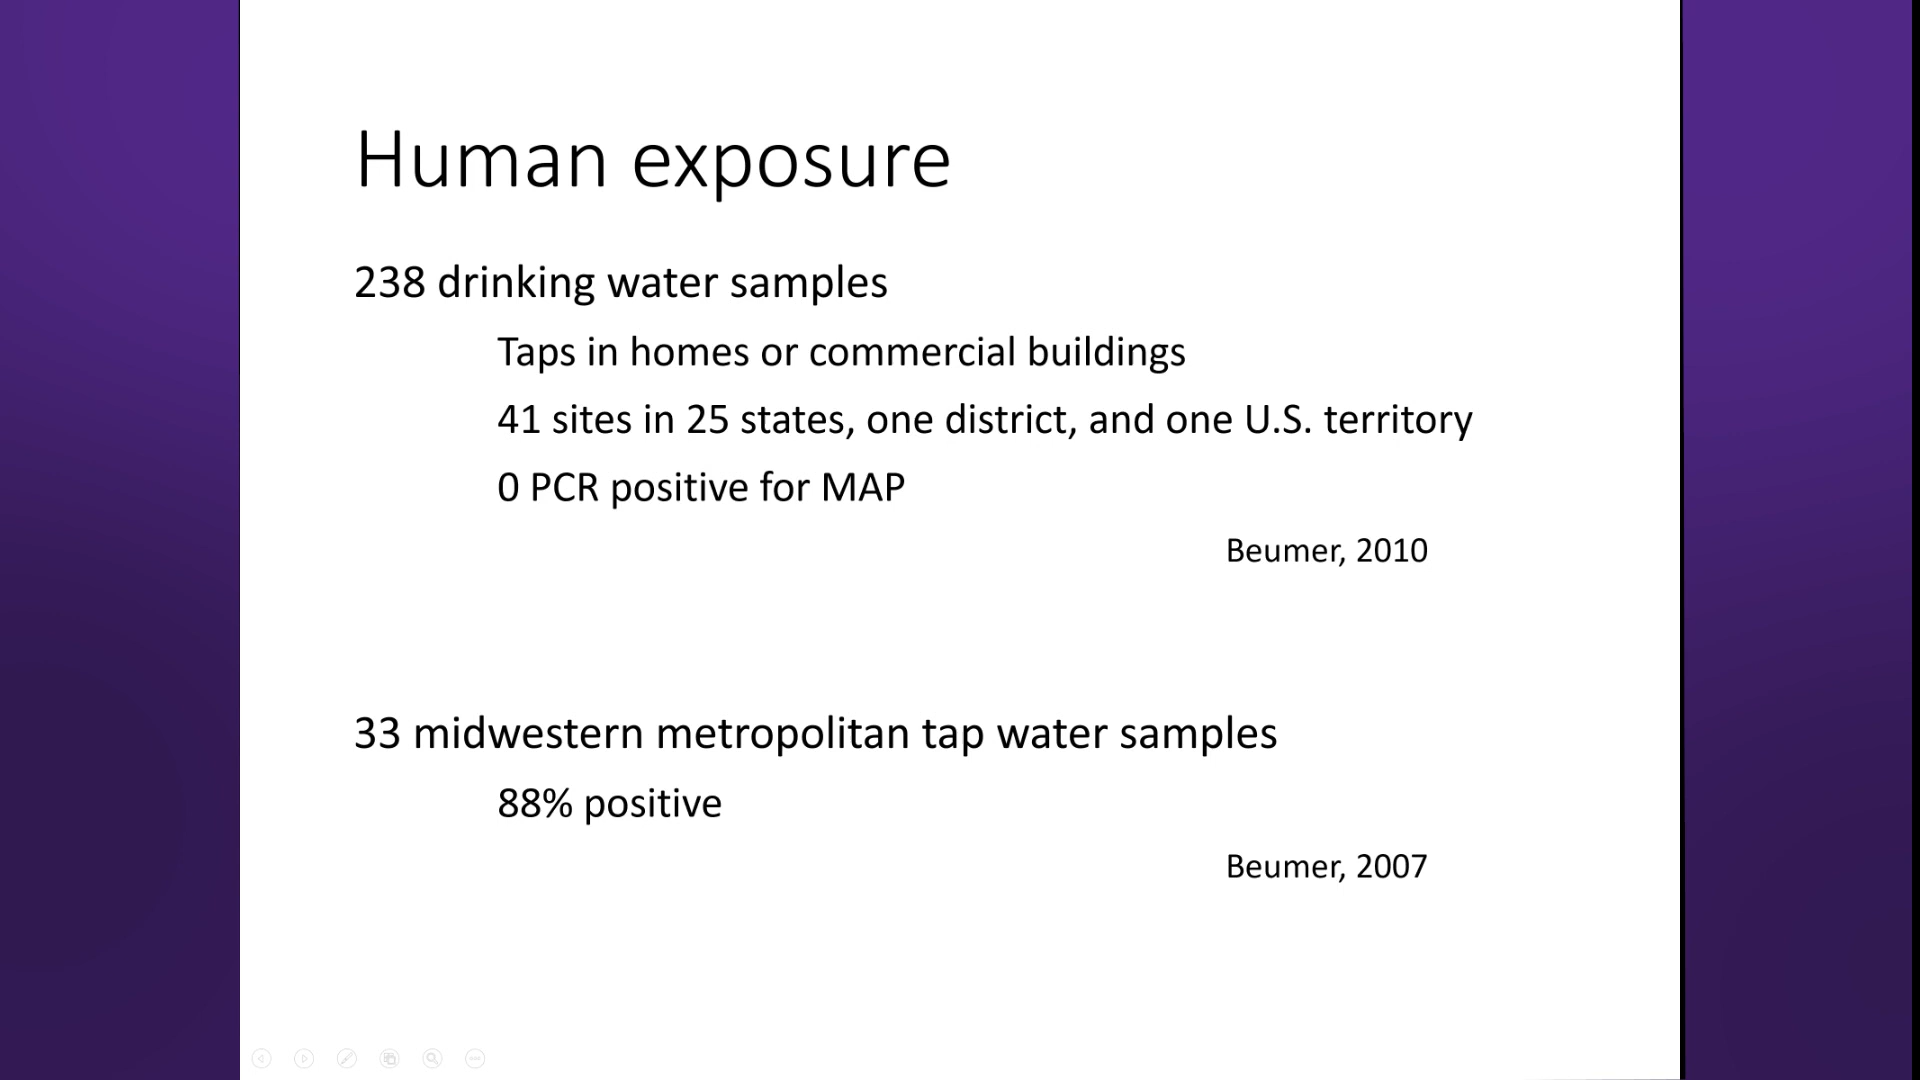 Human exposure
238 drinking water samples
Taps in homes or commercial buildings
41 sites in 25 states, one district, and one U.S. territory
0 PCR positive for MAP
Beumer, 2010
33 midwestern metropolitan tap water samples
88% positive
Beumer, 2007